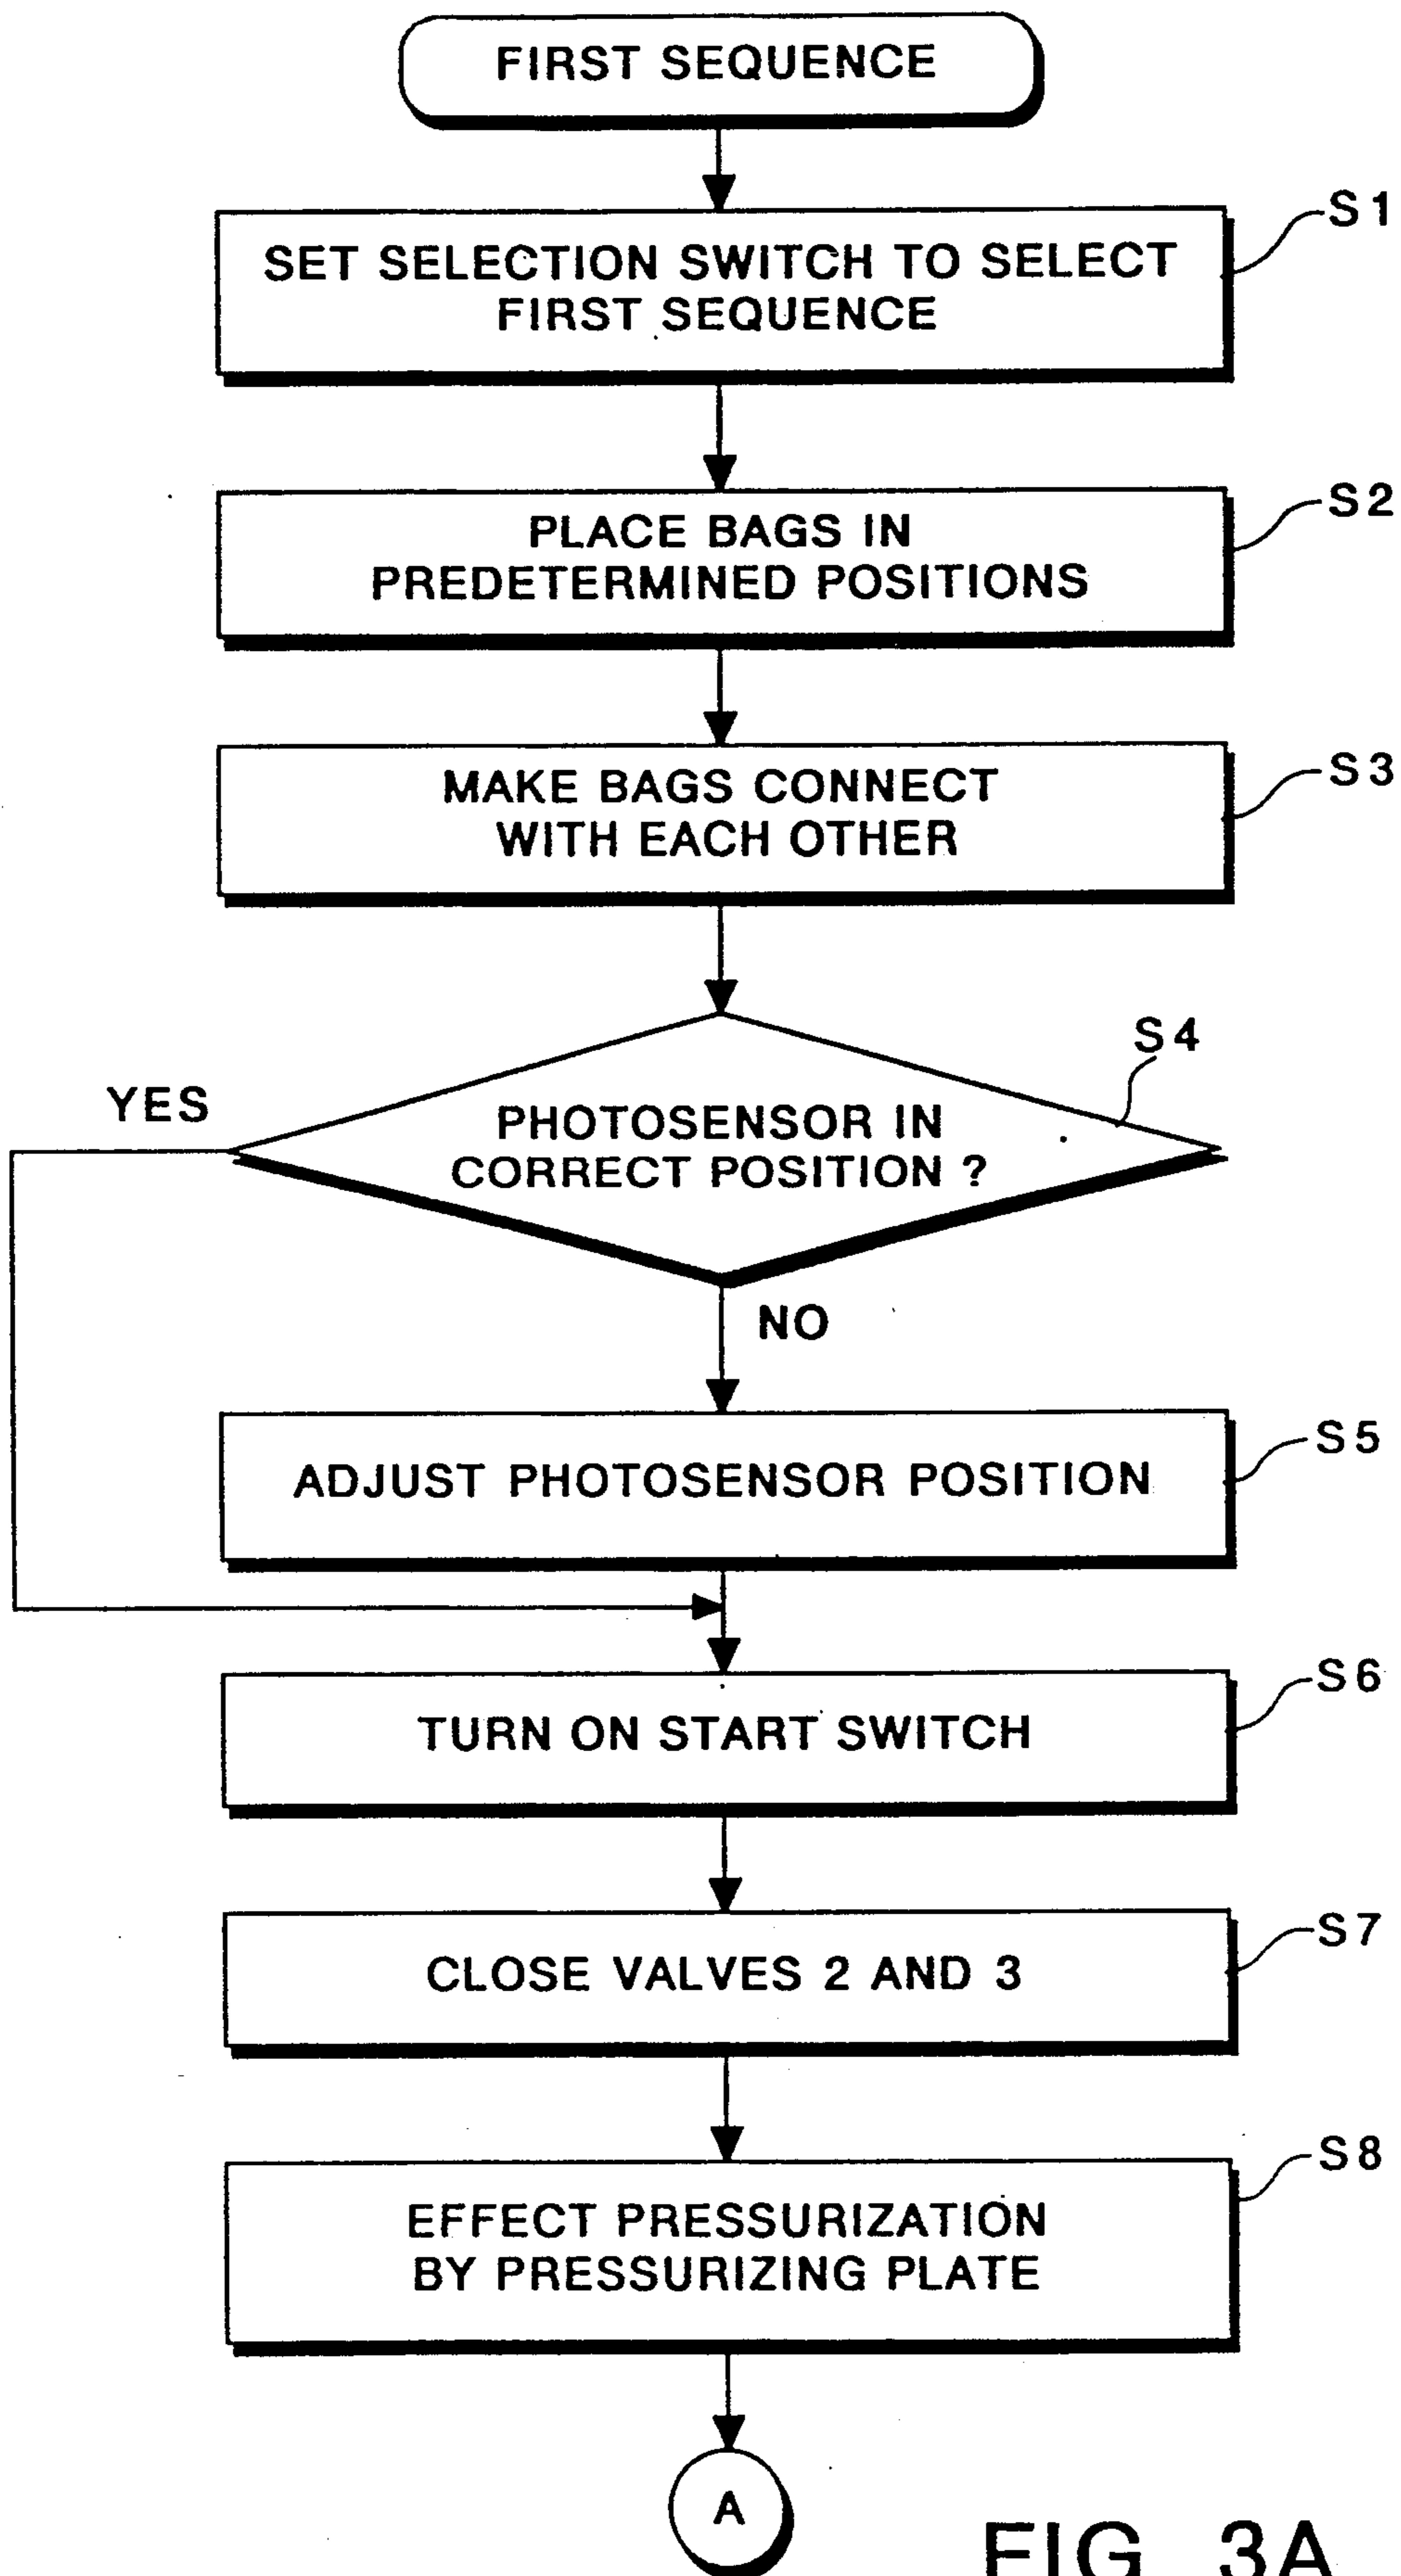 FIRST SEQUENCE
S1
SET SELECTION SWITCH TO SELECT
FIRST SEQUENCE
S2
PLACE BAGS IN
PREDETERMINED POSITIONS
S3
MAKE BAGS CONNECT
WITH EACH OTHER
S4
YES
PHOTOSENSOR IN
CORRECT POSITION ?
NO
S5
ADJUST PHOTOSENSOR POSITION
S6
TURN ON START SWITCH
S7
CLOSE VALVES 2 AND 3
S8
EFFECT PRESSURIZATION
BY PRESSURIZING PLATE
A
FIG. 3A